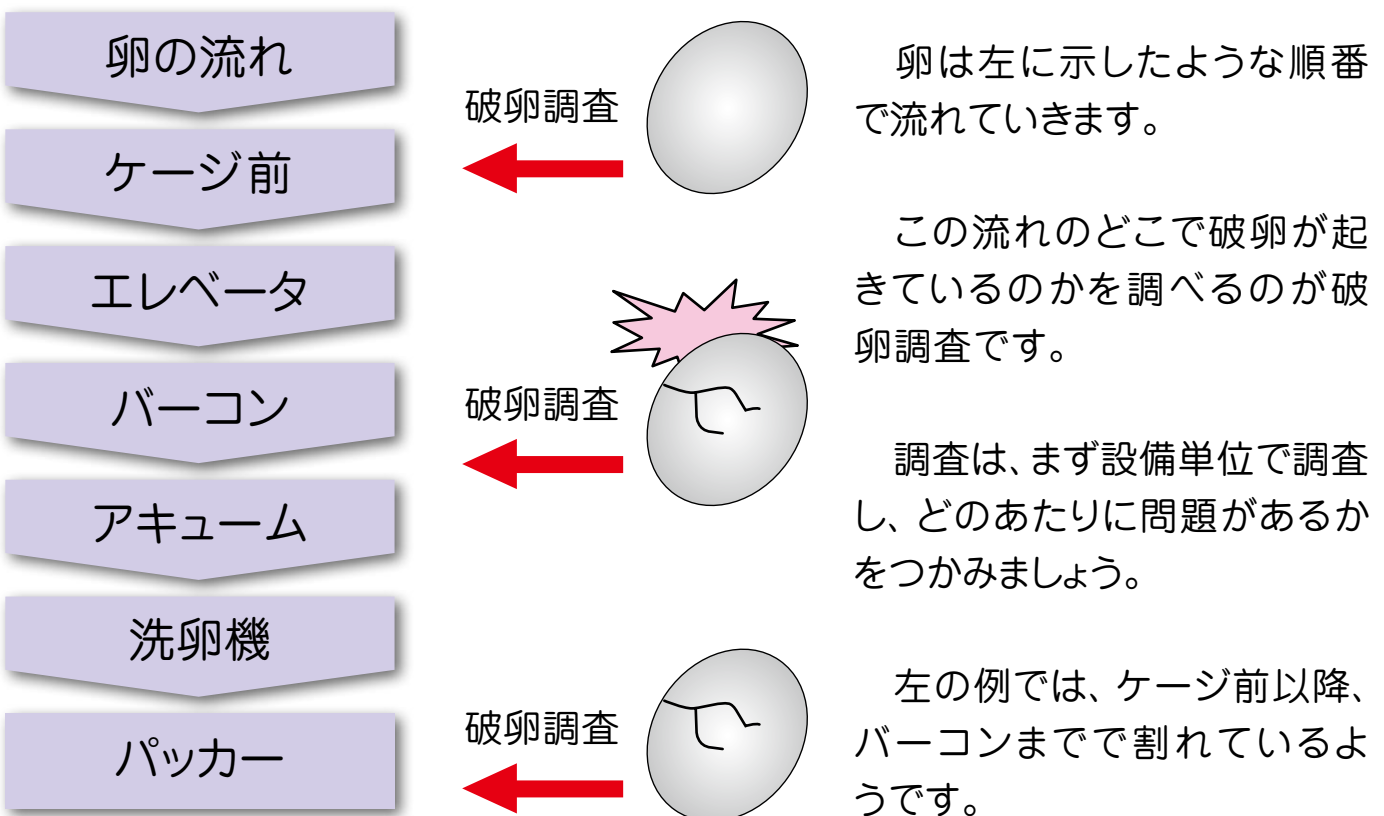 卵の流れ
ケージ前
エレベータ
バーコン
アキューム
洗卵機
パッカー
破卵調査
破卵調査
破卵調査
卵は左に示したような順番
で流れていきます。
この流れのどこで破卵が起
きているのかを調べるのが破
卵調査です。
調査は、まず設備単位で調査
し、どのあたりに問題があるか
をつかみましょう。
左の例では、ケージ前以降、
バーコンまでで割れているよ
うです。